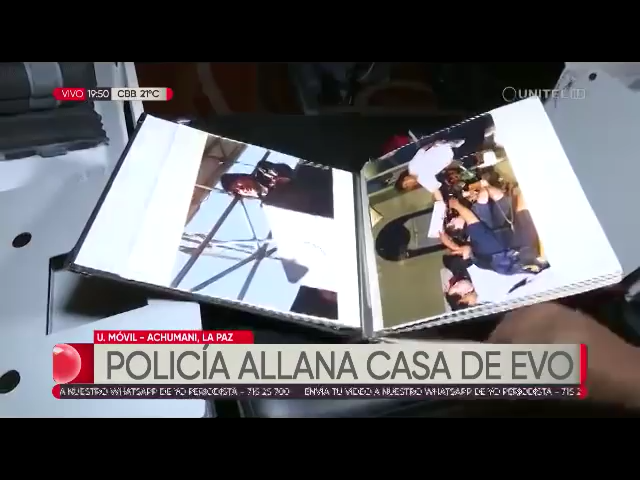 VIVO 19:50 CBB 21°C
UNITEL
U. MÓVIL - ACHUMANI, LA PAZ
POLICÍA ALLANA CASA DE EVO
A NUESTRO WHATSAPP DE YO PERIODISTA - 715 25 700 ENVIA TU VIDEO A NUESTRO WHATSAPP DE YO PERIODISTA - 715 2